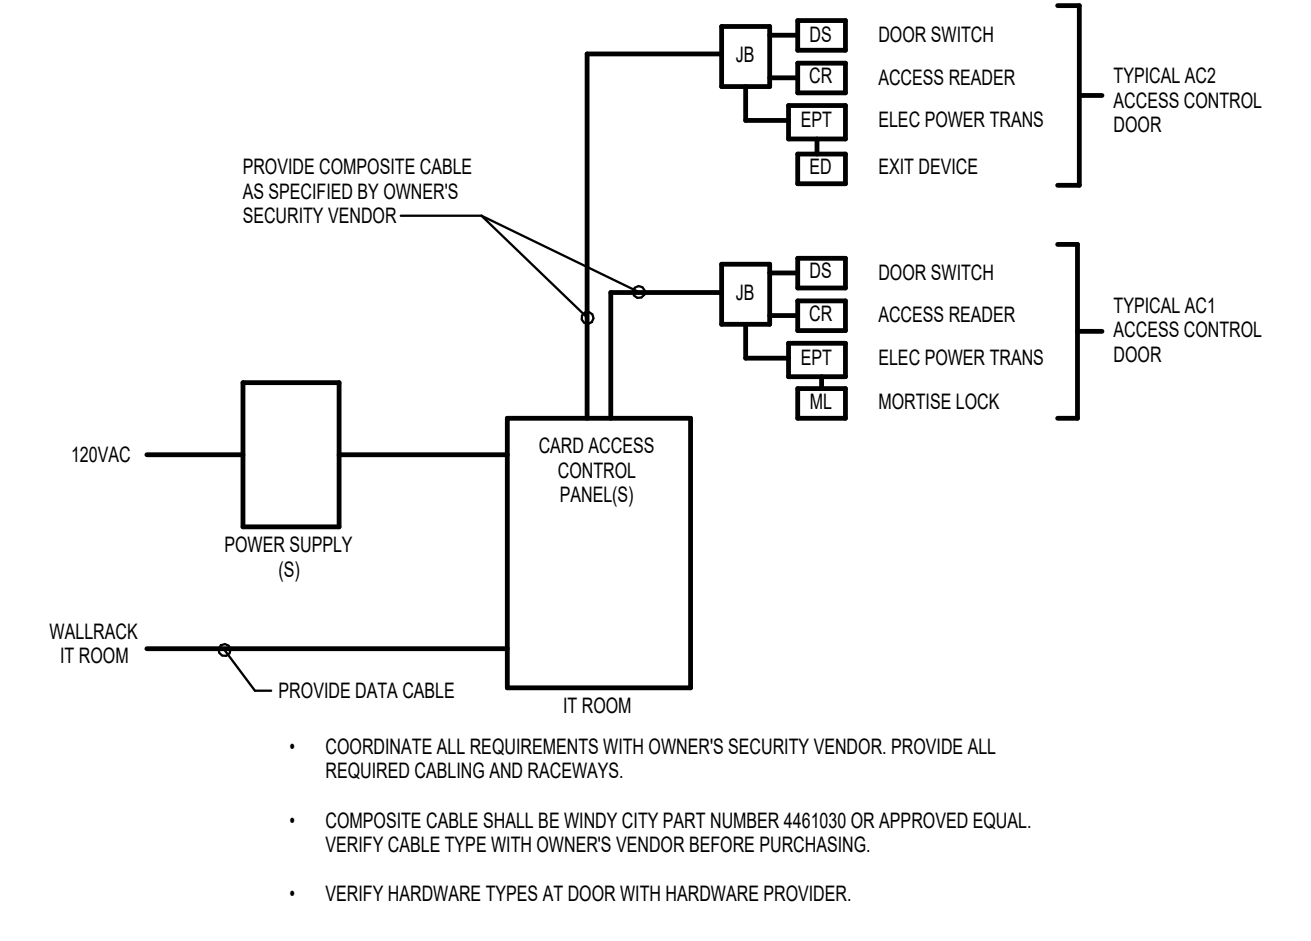 JB
DS DOOR SWITCH
CR ACCESS READER
EPT ELEC POWER TRANS
ED EXIT DEVICE
TYPICAL AC2
ACCESS CONTROL
DOOR
PROVIDE COMPOSITE CABLE
AS SPECIFIED BY OWNER'S
SECURITY VENDOR
JB
DS DOOR SWITCH
CR ACCESS READER
EPT ELEC POWER TRANS
ML MORTISE LOCK
TYPICAL AC1
ACCESS CONTROL
DOOR
120VAC
POWER SUPPLY
(S)
CARD ACCESS
CONTROL
PANEL(S)
WALLRACK
IT ROOM
PROVIDE DATA CABLE
IT ROOM
• COORDINATE ALL REQUIREMENTS WITH OWNER'S SECURITY VENDOR. PROVIDE ALL
REQUIRED CABLING AND RACEWAYS.
• COMPOSITE CABLE SHALL BE WINDY CITY PART NUMBER 4461030 OR APPROVED EQUAL.
VERIFY CABLE TYPE WITH OWNER'S VENDOR BEFORE PURCHASING.
• VERIFY HARDWARE TYPES AT DOOR WITH HARDWARE PROVIDER.